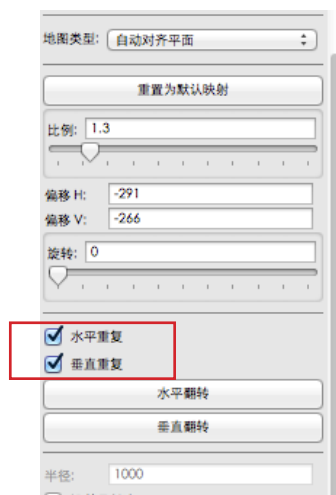 地图类型: 自动对齐平面
重置为默认映射
比例: 1.3
偏移 H: -291
偏移 V: -266
旋转: 0
水平重复
垂直重复
水平翻转
垂直翻转
半径: 1000